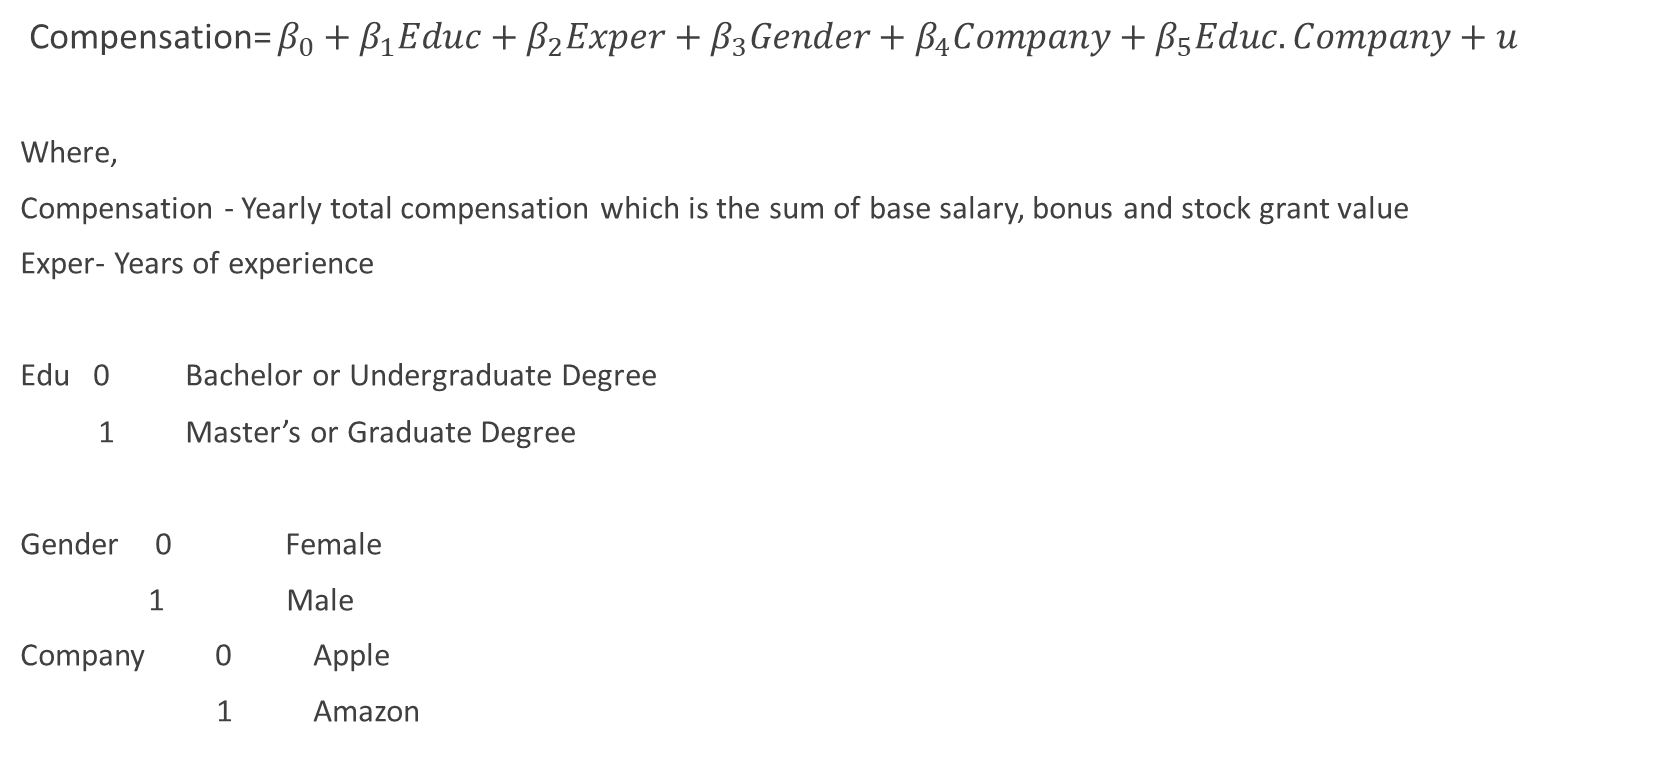 Compensation= β₀ + β₁Educ + β₂Exper + β₃Gender + β₄Company + β₅Educ. Company + u
Where,
Compensation - Yearly total compensation which is the sum of base salary, bonus and stock grant value
Exper- Years of experience
Edu 0 Bachelor or Undergraduate Degree
1 Master’s or Graduate Degree
Gender 0 Female
1 Male
Company 0 Apple
1 Amazon